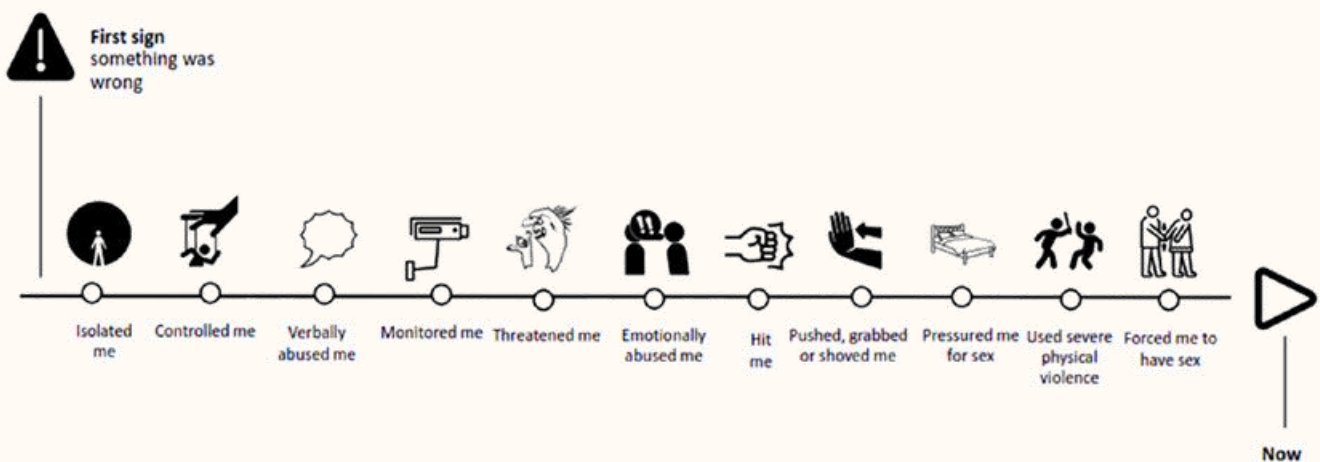 First sign
something was
wrong
Isolated
me
Controlled me
Verbally
abused me
Monitored me
Threatened me
Emotionally
abused me
Hit
me
Pushed, grabbed
or shoved me
Pressured me
for sex
Used severe
physical
violence
Forced me to
have sex
Now